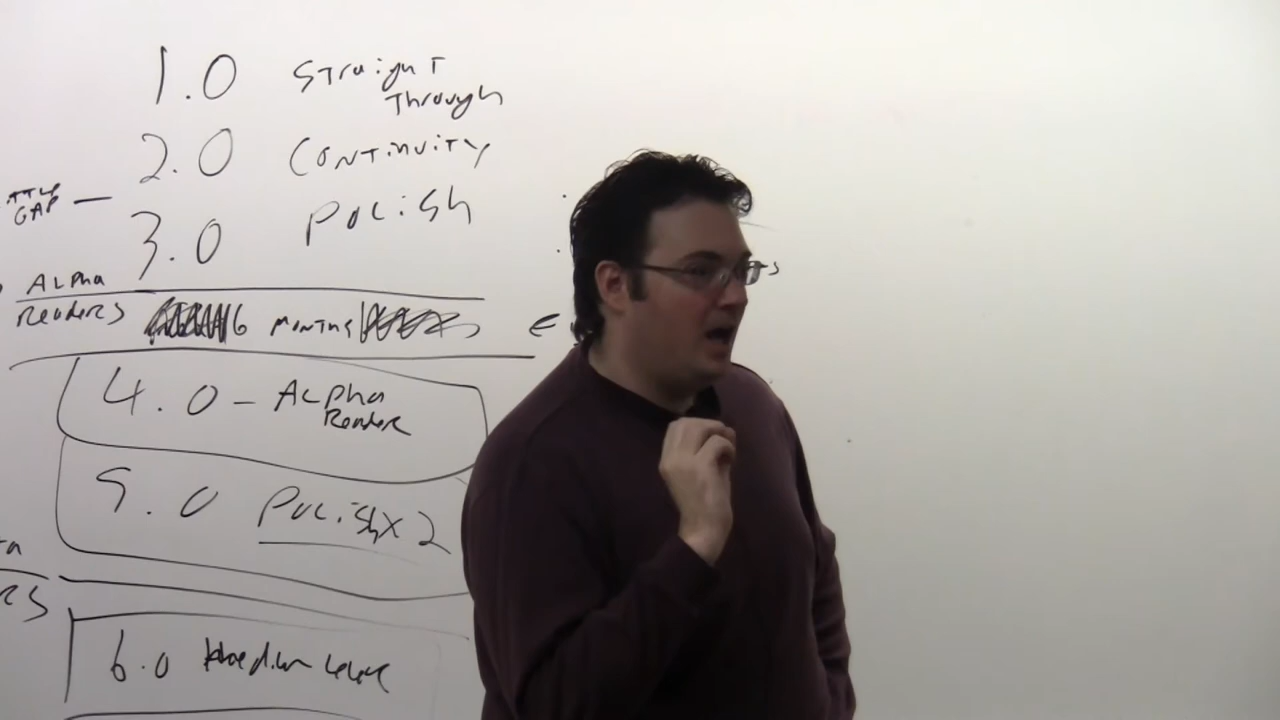 1.0 Straight
Through
2.0 Continuity
GAP —
3.0 Polish
Alpha
Readers
6 months
4.0 - Alpha
Reader
5.0 Polish x 2
6.0